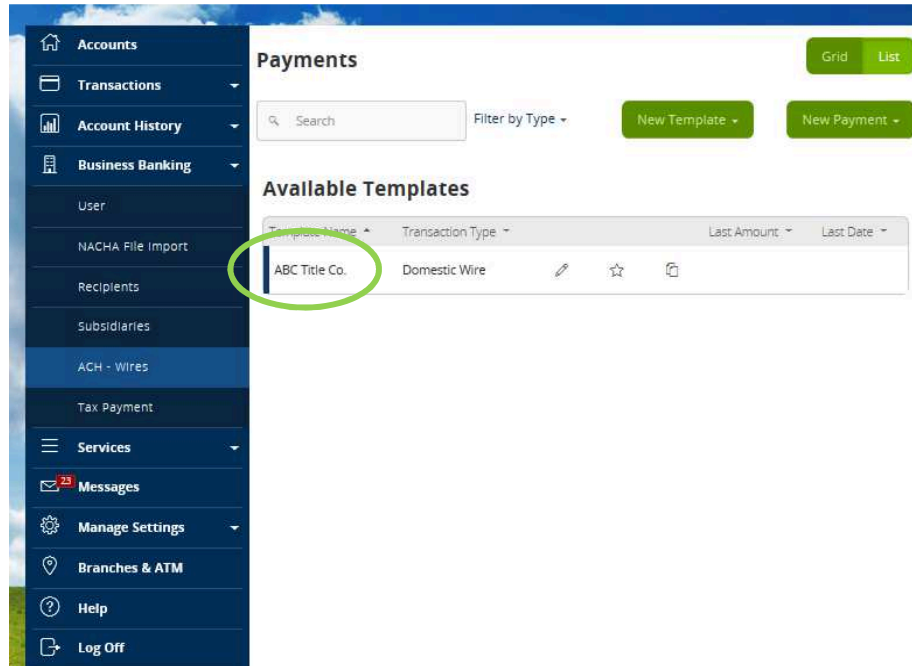 Accounts
Transactions
Account History
Business Banking
User
NACHA File Import
Recipients
Subsidiaries
ACH - Wires
Tax Payment
Services
23
Messages
Manage Settings
Branches & ATM
Help
Log Off
Payments
Grid List
Search Filter by Type New Template New Payment
Available Templates
Template Name Transaction Type Last Amount Last Date
ABC Title Co. Domestic Wire